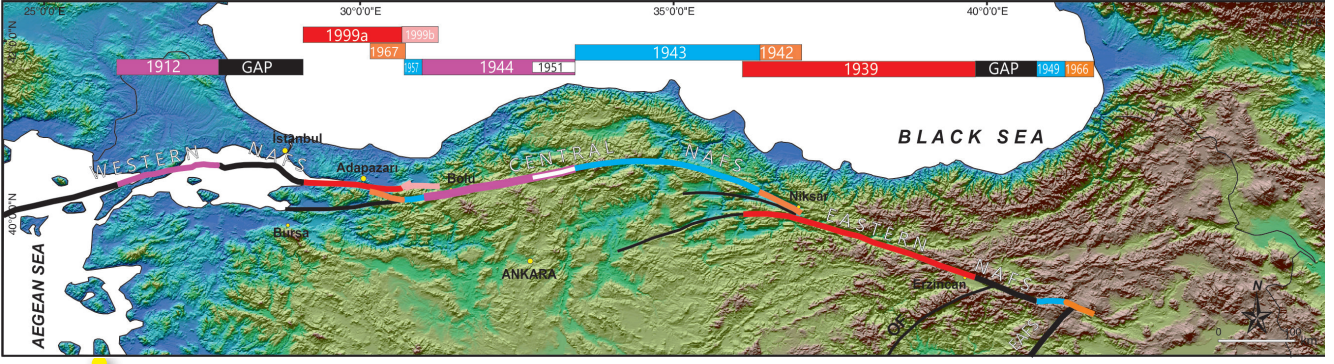 25°0'0"E
30°0'0"E
35°0'0"E
40°0'0"E
1999a
1999b
1967
1943
1942
1912
GAP
1957
1944
1951
1939
GAP
1949
1966
BLACK SEA
İstanbul
WESTERN NAFS
CENTRAL NAFS
Adapazarı
Bolu
Niksar
40°0'0"N
EASTERN NAFS
Bursa
AEGEAN SEA
ANKARA
Erzincan
N
OF
0